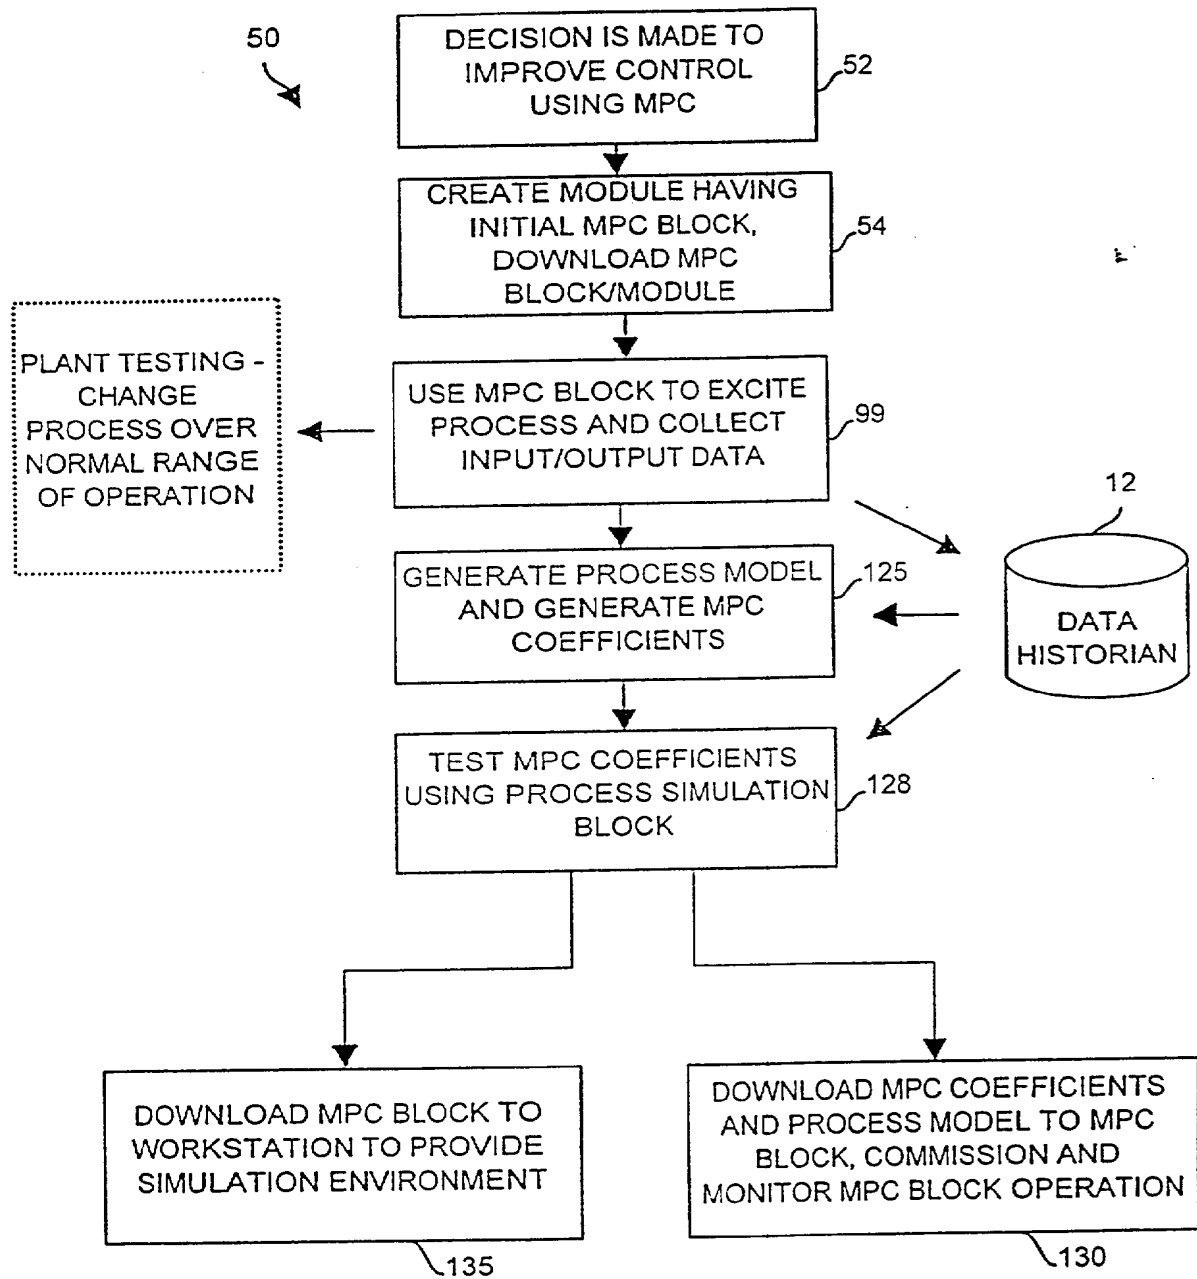 50
DECISION IS MADE TO
IMPROVE CONTROL
USING MPC
52
CREATE MODULE HAVING
INITIAL MPC BLOCK,
DOWNLOAD MPC
BLOCK/MODULE
54
PLANT TESTING -
CHANGE
PROCESS OVER
NORMAL RANGE
OF OPERATION
USE MPC BLOCK TO EXCITE
PROCESS AND COLLECT
INPUT/OUTPUT DATA
99
12
DATA
HISTORIAN
GENERATE PROCESS MODEL
AND GENERATE MPC
COEFFICIENTS
125
TEST MPC COEFFICIENTS
USING PROCESS SIMULATION
BLOCK
128
DOWNLOAD MPC BLOCK TO
WORKSTATION TO PROVIDE
SIMULATION ENVIRONMENT
135
DOWNLOAD MPC COEFFICIENTS
AND PROCESS MODEL TO MPC
BLOCK, COMMISSION AND
MONITOR MPC BLOCK OPERATION
130